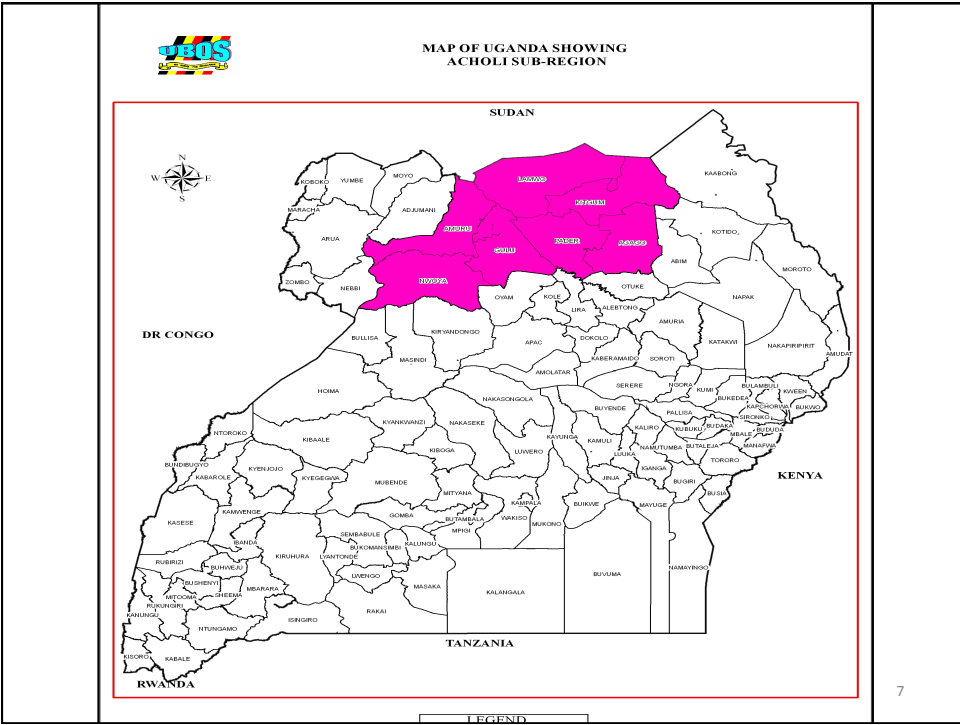 UBOS
MAP OF UGANDA SHOWING
ACHOLI SUB-REGION
SUDAN
N
W E
S
KAABONG
LAMWO
MOYO
YUMBE
KOBOKO
KITGUM
MARACHA
ADJUMANI
AMURU
KOTIDO
ARUA
PADER
AGAGO
GULU
ABIM
MOROTO
ZOMBO
NEBBI
NWOYA
OTUKE
OYAM
KOLE
NAPAK
LIRA
ALEBTONG
AMURIA
DR CONGO
BULLISA
KIRYANDONGO
APAC
DOKOLO
KATAKWI
NAKAPIRIPIRIT
AMUDAT
MASINDI
KABERAMAIDO
SOROTI
AMOLATAR
HOIMA
SERERE
NGORA
KUMI
BULAMBULI
KWEEN
BUKEDEA
NAKASONGOLA
BUYENDE
KAPCHORWA
BUKWO
PALLISA
SIRONKO
KYANKWANZI
NAKASEKE
KALIRO
KUBUKU
BUDAKA
BUDUDA
MBALE
NTOROKO
KIBAALE
KAYUNGA
KAMULI
NAMUTUMBA
BUTALEJA
MANAFWA
KIBOGA
LUWERO
LUUKA
TORORO
BUNDIBUGYO
KYENJOJO
IGANGA
KABAROLE
KYEGEGWA
MUBENDE
JINJA
BUGIRI
KENYA
MITYANA
BUSIA
KAMPALA
BUIKWE
MAYUGE
KAMWENGE
GOMBA
BUTAMBALA
WAKISO
MUKONO
KASESE
MPIGI
SEMBABULE
IBANDA
KALUNGU
BUKOMANSIMBI
KIRUHURA
LYANTONDE
RUBIRIZI
BUHWEJU
LWENGO
BUVUMA
NAMAYINGO
BUSHENYI
MBARARA
MASAKA
KALANGALA
MITOOMA
SHEEMA
RUKUNGIRI
RAKAI
KANUNGU
ISINGIRO
NTUNGAMO
TANZANIA
KISORO
KABALE
RWANDA
7
LEGEND